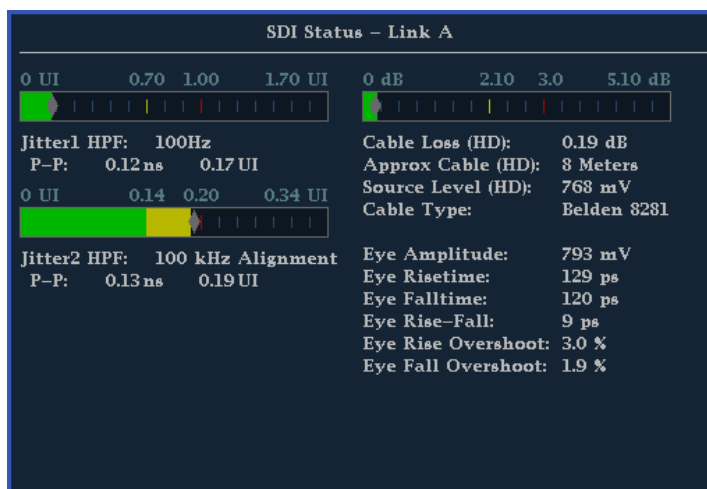 SDI Status – Link A
0 UI 0.70 1.00 1.70 UI
Jitter1 HPF: 100Hz
P–P: 0.12 ns 0.17 UI
0 UI 0.14 0.20 0.34 UI
Jitter2 HPF: 100 kHz Alignment
P–P: 0.13 ns 0.19 UI
0 dB 2.10 3.0 5.10 dB
Cable Loss (HD): 0.19 dB
Approx Cable (HD): 8 Meters
Source Level (HD): 768 mV
Cable Type: Belden 8281
Eye Amplitude: 793 mV
Eye Risetime: 129 ps
Eye Falltime: 120 ps
Eye Rise–Fall: 9 ps
Eye Rise Overshoot: 3.0 %
Eye Fall Overshoot: 1.9 %